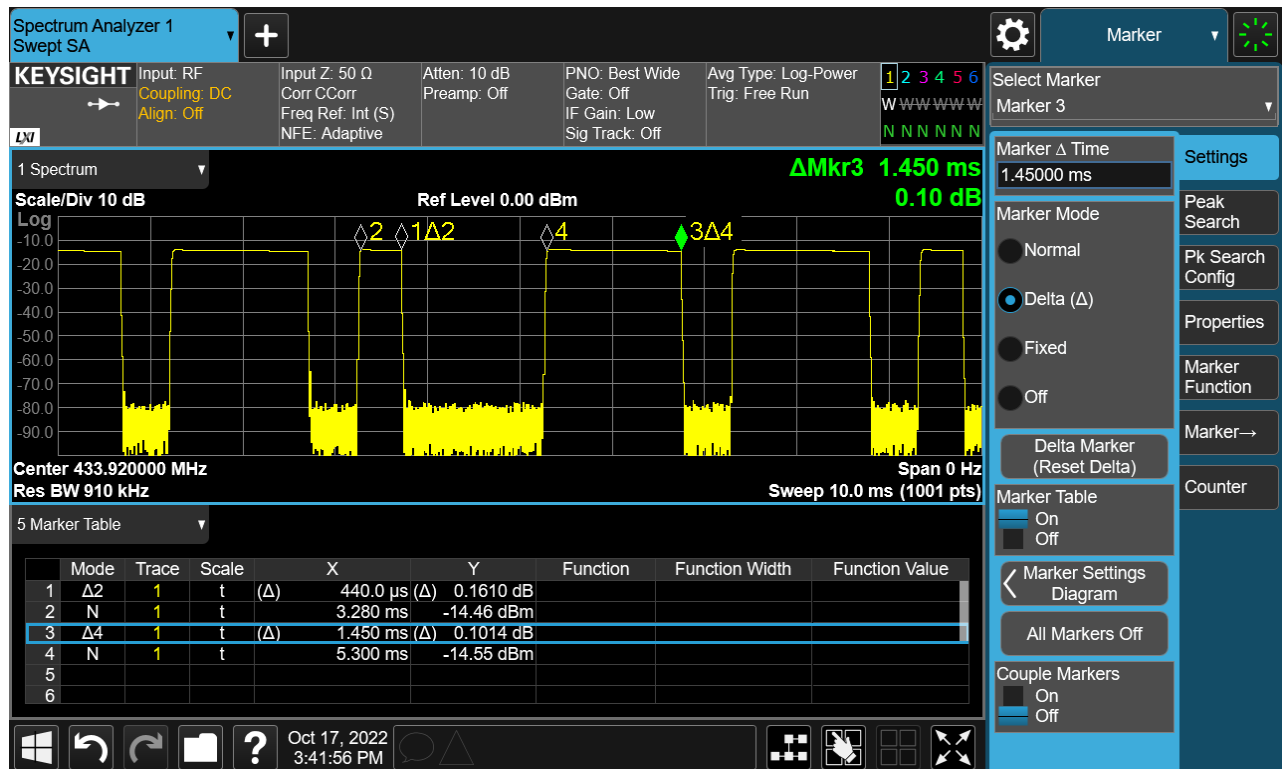 Spectrum Analyzer 1
Swept SA
Marker
KEYSIGHT
LXI
Input: RF
Coupling: DC
Align: Off
Input Z: 50 Ω
Corr CCorr
Freq Ref: Int (S)
NFE: Adaptive
Atten: 10 dB
Preamp: Off
PNO: Best Wide
Gate: Off
IF Gain: Low
Sig Track: Off
Avg Type: Log-Power
Trig: Free Run
1 2 3 4 5 6
W W W W W W
N N N N N N
Select Marker
Marker 3
1 Spectrum
ΔMkr3 1.450 ms
0.10 dB
Scale/Div 10 dB
Ref Level 0.00 dBm
Log
-10.0
-20.0
-30.0
-40.0
-50.0
-60.0
-70.0
-80.0
-90.0
2 1Δ2 4 3Δ4
Center 433.920000 MHz
Span 0 Hz
Res BW 910 kHz
Sweep 10.0 ms (1001 pts)
Marker Δ Time
1.45000 ms
Marker Mode
Normal
Delta (Δ)
Fixed
Off
Delta Marker
(Reset Delta)
Marker Table
On
Off
Marker Settings
Diagram
All Markers Off
Couple Markers
On
Off
Settings
Peak
Search
Pk Search
Config
Properties
Marker
Function
Marker→
Counter
5 Marker Table
Mode Trace Scale X Y Function Function Width Function Value
1 Δ2 1 t (Δ) 440.0 µs (Δ) 0.1610 dB
2 N 1 t 3.280 ms -14.46 dBm
3 Δ4 1 t (Δ) 1.450 ms (Δ) 0.1014 dB
4 N 1 t 5.300 ms -14.55 dBm
5
6
?
Oct 17, 2022
3:41:56 PM